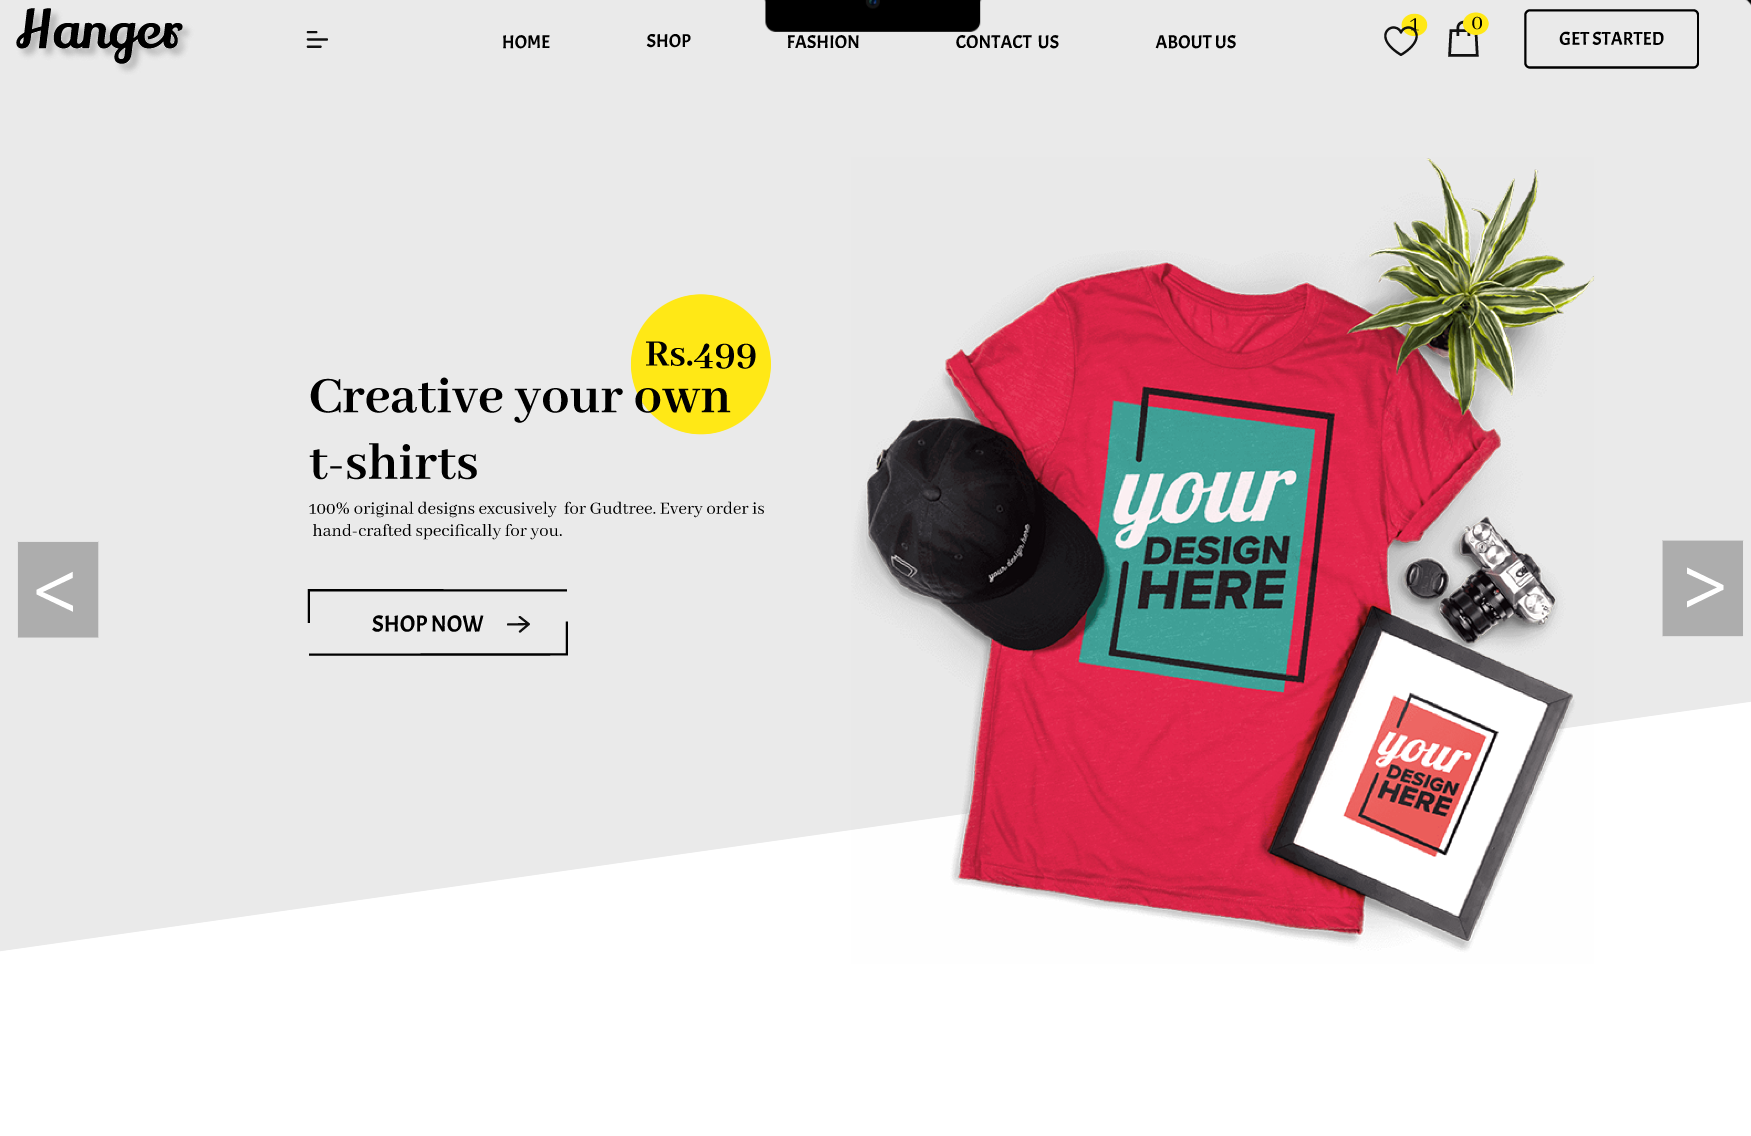 Hanger
HOME
SHOP
FASHION
CONTACT US
ABOUT US
1
0
GET STARTED
Rs.499
Creative your own
t-shirts
100% original designs excusively for Gudtree. Every order is
hand-crafted specifically for you.
SHOP NOW
<
>
your
DESIGN
HERE
your design here
your
DESIGN
HERE